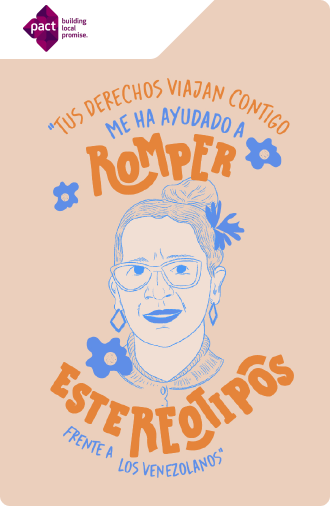 pact
building
local
promise.
"TUS DERECHOS VIAJAN CONTIGO
ME HA AYUDADO A
ROMPER
ESTEREOTIPOS
FRENTE A
LOS VENEZOLANOS"